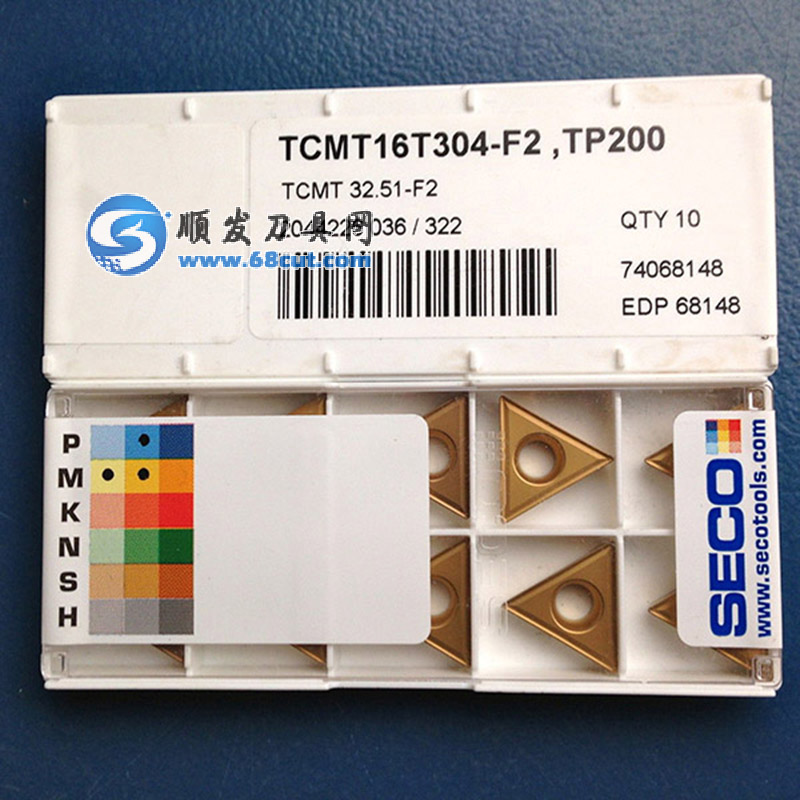 TCMT16T304-F2 ,TP200
TCMT 32.51-F2
036 / 322
QTY 10
顺发刀具网
www.68cut.com
74068148
EDP 68148
P
M
K
N
S
H
SECO
www.secotools.com